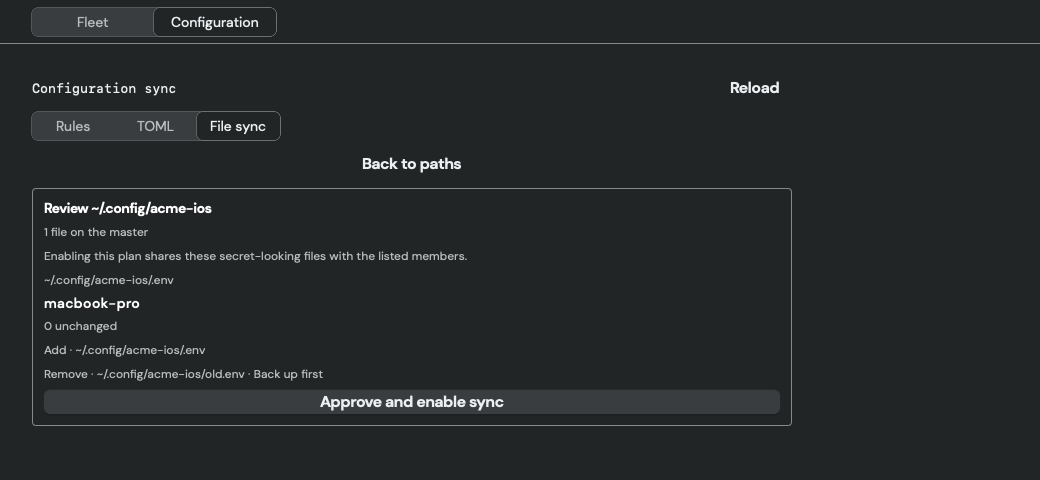 Fleet
Configuration
Configuration sync
Reload
Rules
TOML
File sync
Back to paths
Review ~/.config/acme-ios
1 file on the master
Enabling this plan shares these secret-looking files with the listed members.
~/.config/acme-ios/.env
macbook-pro
0 unchanged
Add · ~/.config/acme-ios/.env
Remove · ~/.config/acme-ios/old.env · Back up first
Approve and enable sync